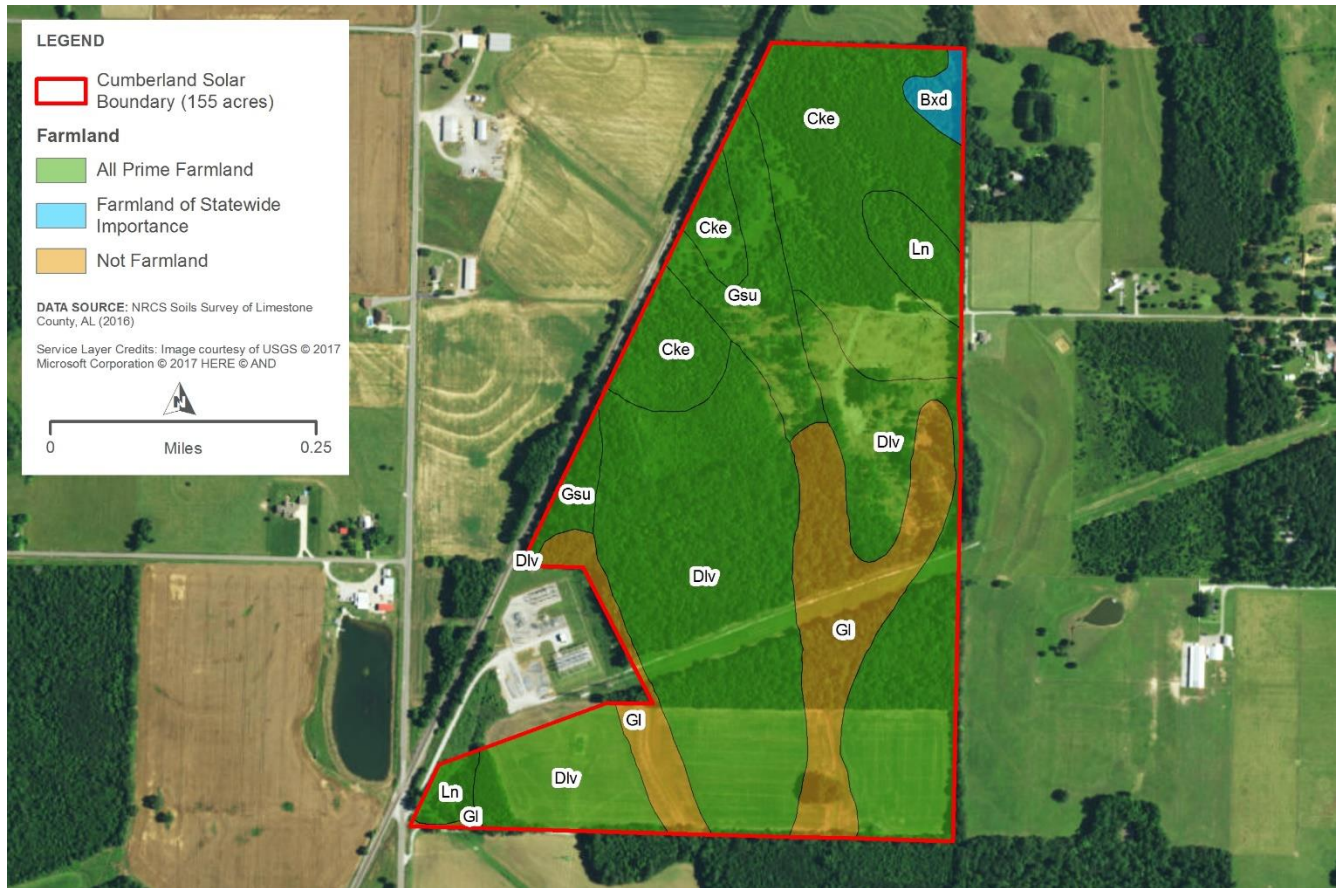 LEGEND
Cumberland Solar
Boundary (155 acres)
Farmland
All Prime Farmland
Farmland of Statewide
Importance
Not Farmland
DATA SOURCE: NRCS Soils Survey of Limestone
County, AL (2016)
Service Layer Credits: Image courtesy of USGS © 2017
Microsoft Corporation © 2017 HERE © AND
N
0
Miles
0.25
Bxd
Cke
Cke
Ln
Gsu
Cke
Dlv
Gsu
Dlv
Dlv
Gl
Gl
Dlv
Ln
Gl